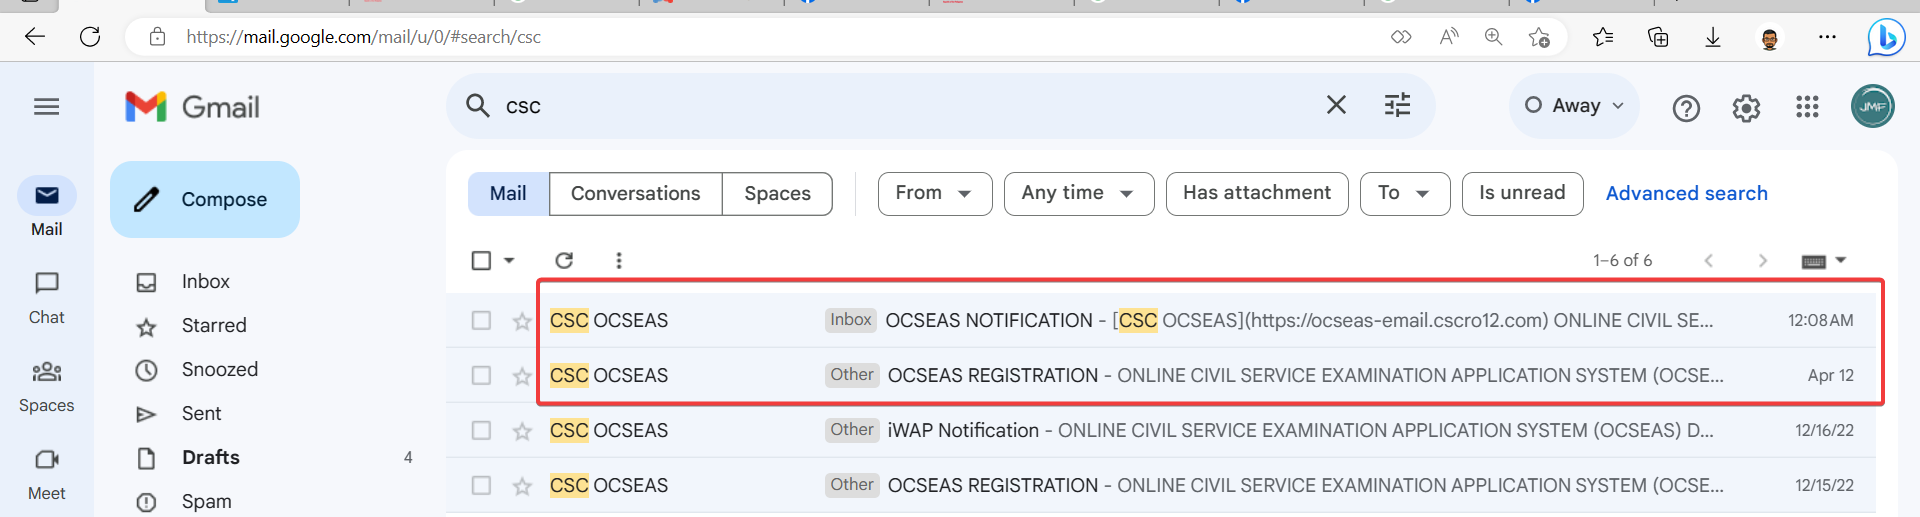 https://mail.google.com/mail/u/0/#search/csc
Gmail
csc
Away
JMF
Mail
Chat
Spaces
Meet
Compose
Inbox
Starred
Snoozed
Sent
Drafts 4
Spam
Mail Conversations Spaces From Any time Has attachment To Is unread Advanced search
1–6 of 6
CSC OCSEAS Inbox OCSEAS NOTIFICATION - [CSC OCSEAS](https://ocseas-email.cscro12.com) ONLINE CIVIL SE... 12:08 AM
CSC OCSEAS Other OCSEAS REGISTRATION - ONLINE CIVIL SERVICE EXAMINATION APPLICATION SYSTEM (OCSE... Apr 12
CSC OCSEAS Other iWAP Notification - ONLINE CIVIL SERVICE EXAMINATION APPLICATION SYSTEM (OCSEAS) D... 12/16/22
CSC OCSEAS Other OCSEAS REGISTRATION - ONLINE CIVIL SERVICE EXAMINATION APPLICATION SYSTEM (OCSE... 12/15/22